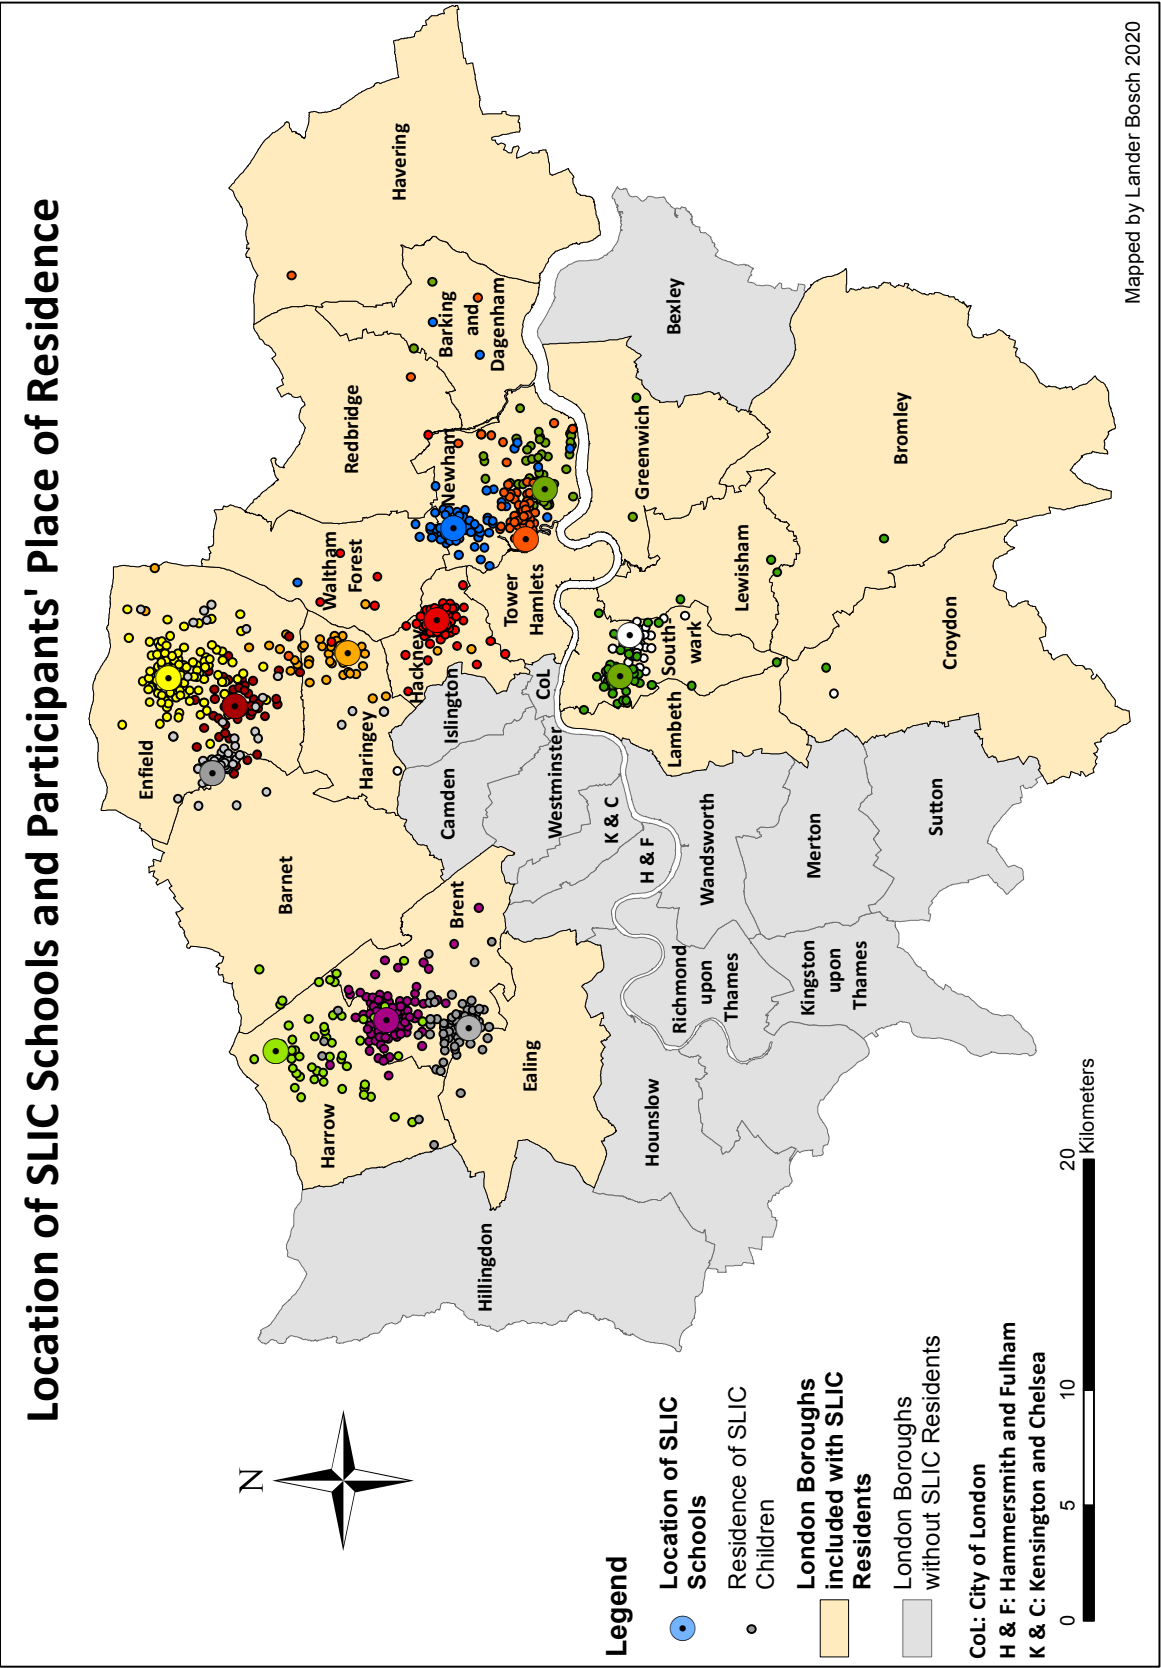 Location of SLIC Schools and Participants' Place of Residence
N
Enfield
Barnet
Haringey
Waltham
Forest
Redbridge
Havering
Harrow
Brent
Camden
Islington
Hackney
Newham
Barking
and
Dagenham
Hillingdon
Ealing
Westminster
CoL
Tower
Hamlets
K & C
H & F
Hounslow
Richmond
upon
Thames
Wandsworth
Lambeth
South-
wark
Lewisham
Greenwich
Bexley
Kingston
upon
Thames
Merton
Sutton
Croydon
Bromley
Legend
Location of SLIC
Schools
Residence of SLIC
Children
London Boroughs
included with SLIC
Residents
London Boroughs
without SLIC Residents
CoL: City of London
H & F: Hammersmith and Fulham
K & C: Kensington and Chelsea
0 5 10 20
Kilometers
Mapped by Lander Bosch 2020